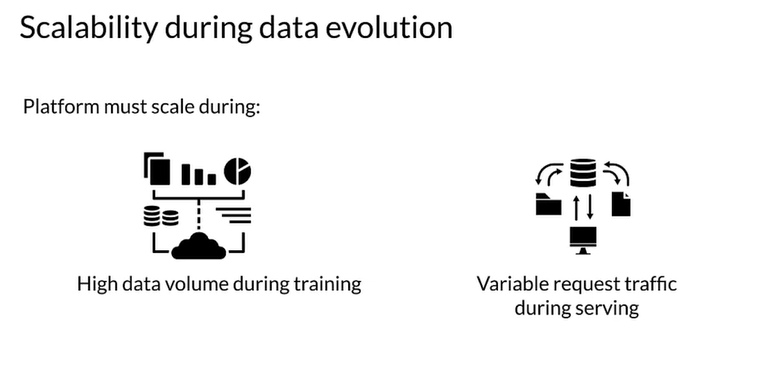 Scalability during data evolution
Platform must scale during:
High data volume during training
Variable request traffic
during serving